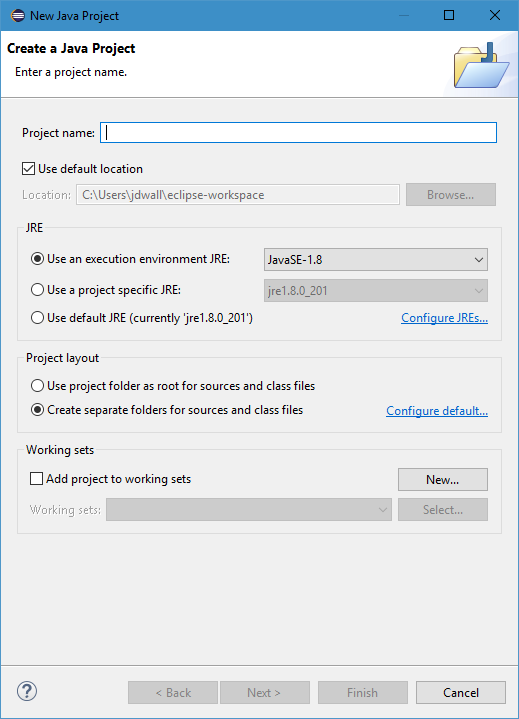 New Java Project
Create a Java Project
Enter a project name.
Project name:
Use default location
Location: C:\Users\jdwall\eclipse-workspace Browse...
JRE
Use an execution environment JRE: JavaSE-1.8
Use a project specific JRE: jre1.8.0_201
Use default JRE (currently 'jre1.8.0_201') Configure JREs...
Project layout
Use project folder as root for sources and class files
Create separate folders for sources and class files Configure default...
Working sets
Add project to working sets New...
Working sets: Select...
? < Back Next > Finish Cancel